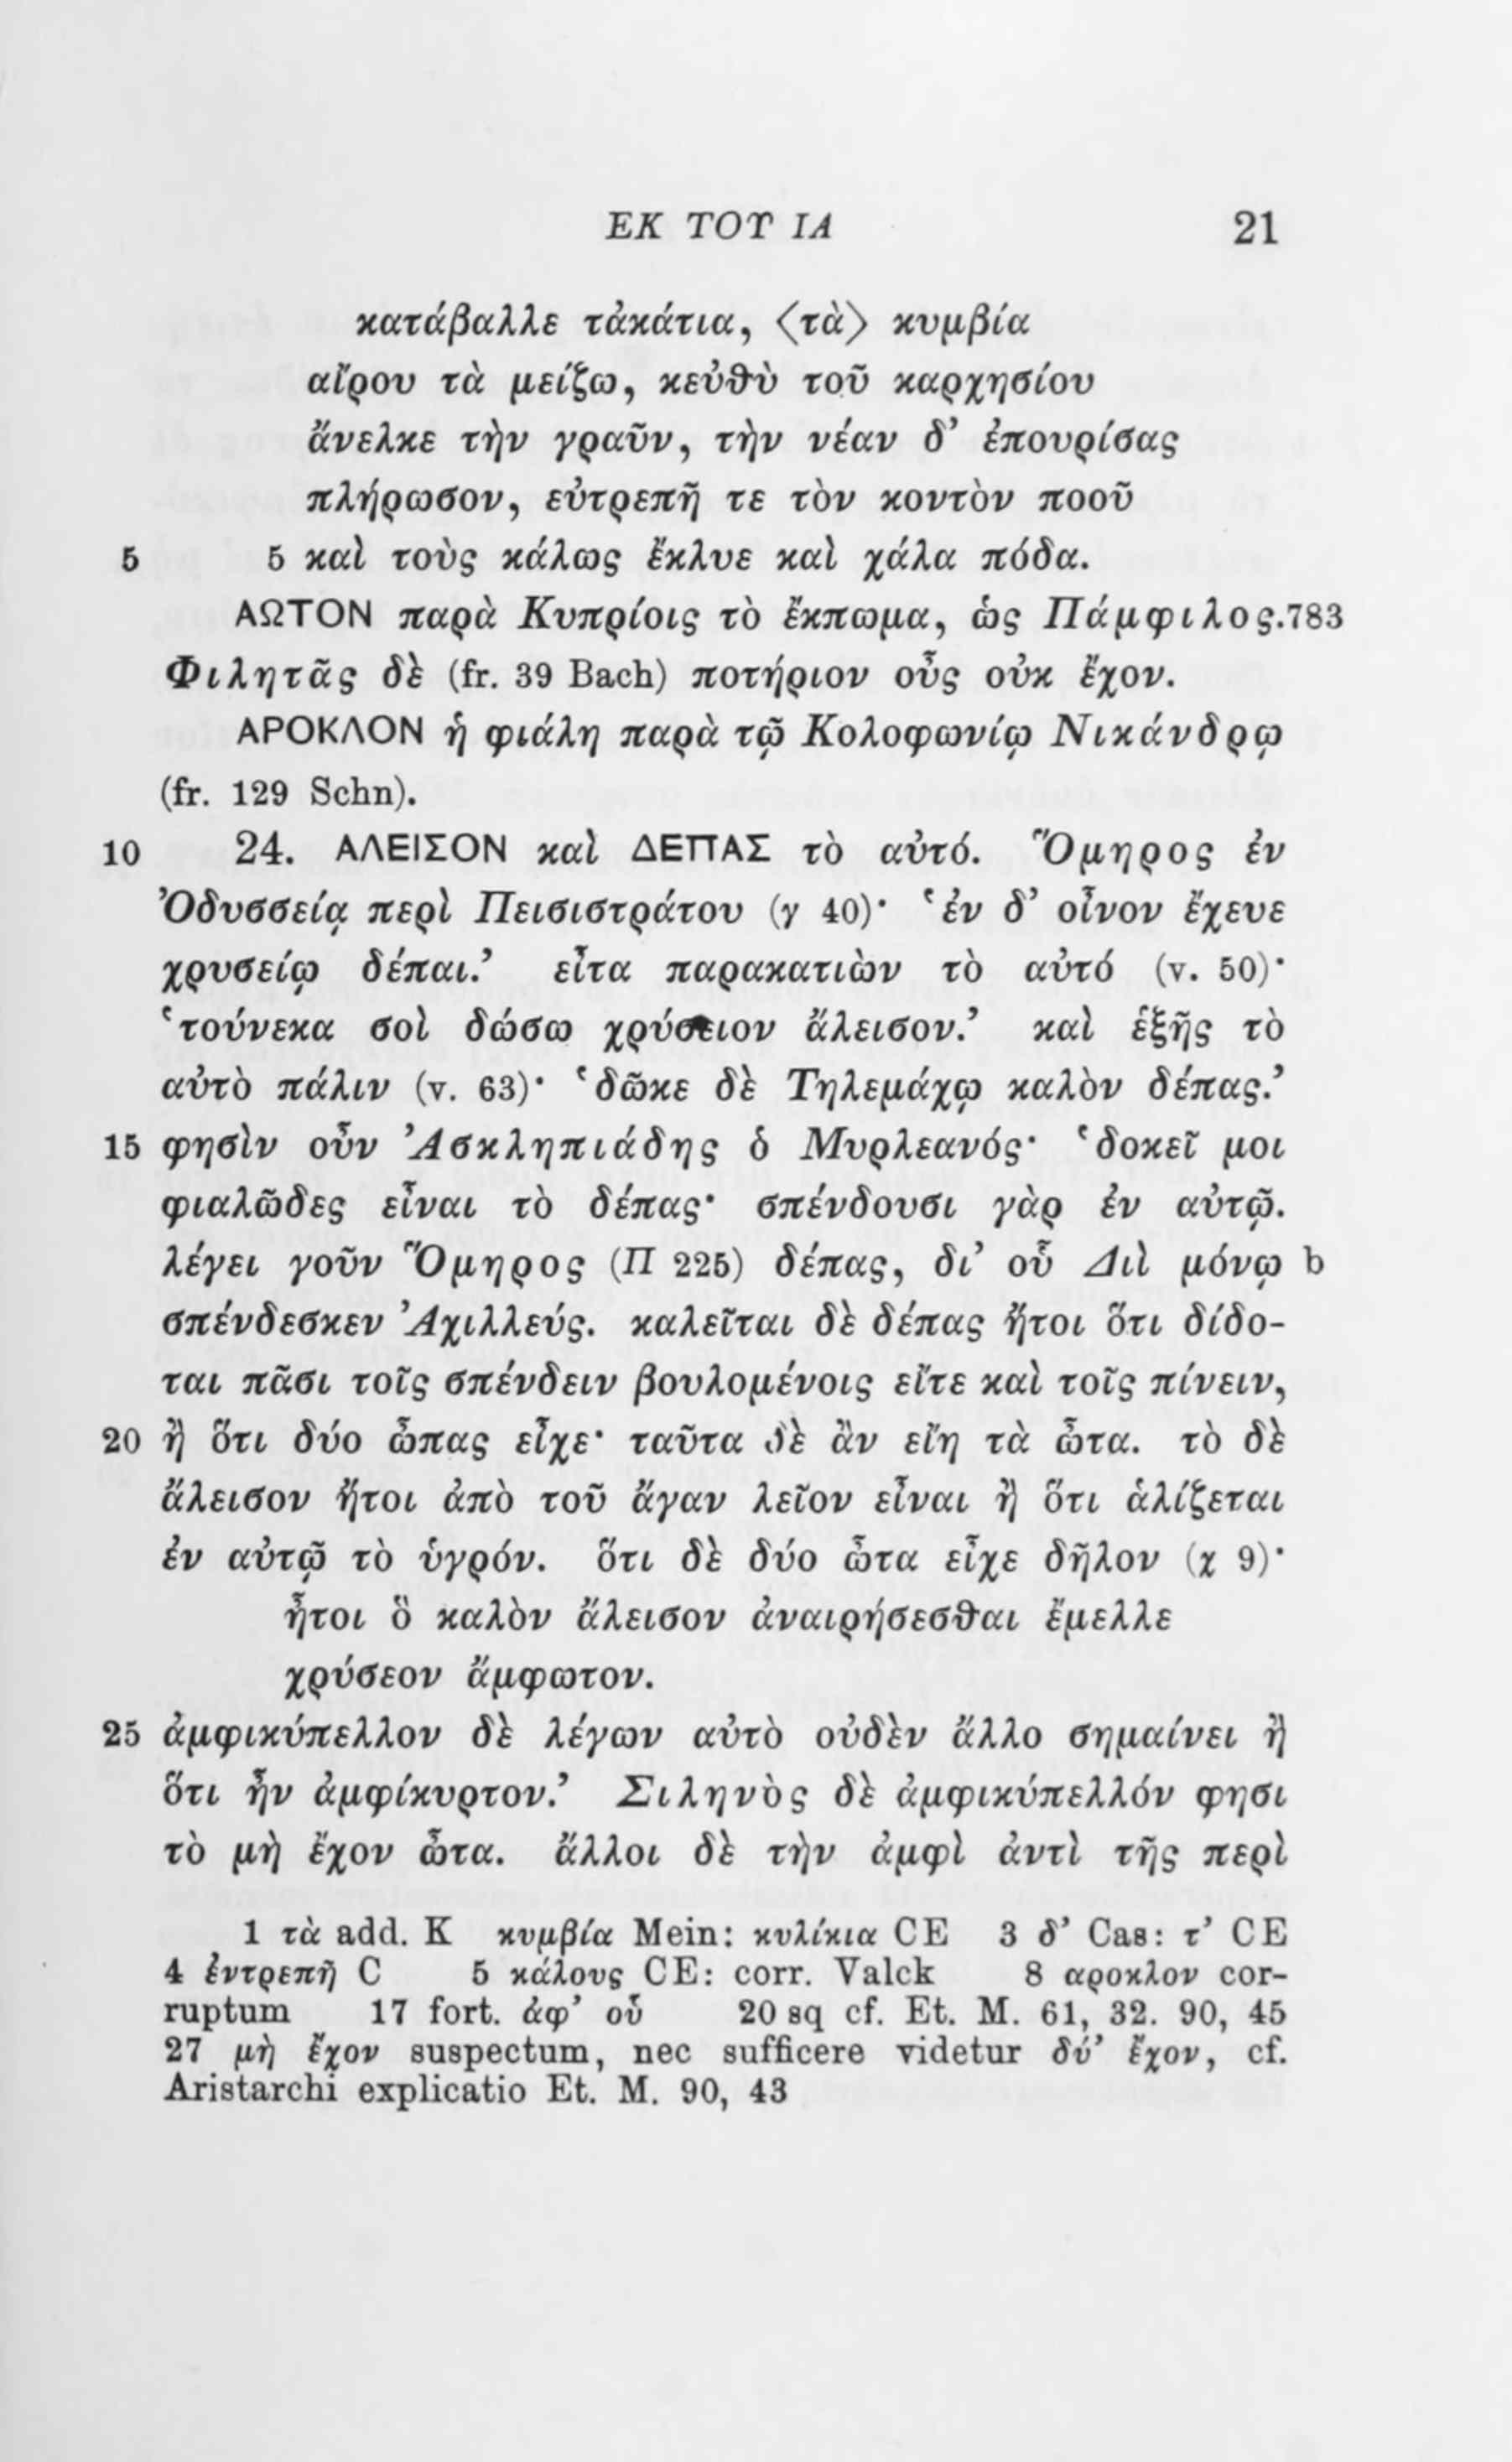 ΕΚ ΤΟΥ ΙΑ 21
κατάβαλλε τἀκάτια, ⟨τὰ⟩ κυμβία
αἴρου τὰ μείζω, κεὐθὺ τοῦ καρχησίου
ἄνελκε τὴν γραῦν, τὴν νέαν δ’ ἐπουρίσας
πλήρωσον, εὐτρεπῆ τε τὸν κοντὸν ποοῦ
5 5 καὶ τοὺς κάλως ἔκλυε καὶ χάλα πόδα.
ΑΩΤΟΝ παρὰ Κυπρίοις τὸ ἔκπωμα, ὡς Πάμφιλος. 783
Φιλητᾶς δὲ (fr. 39 Bach) ποτήριον οὖς οὐκ ἔχον.
ΑΡΟΚΛΟΝ ἡ φιάλη παρὰ τῷ Κολοφωνίῳ Νικάνδρῳ
(fr. 129 Schn).
10 24. ΑΛΕΙΣΟΝ καὶ ΔΕΠΑΣ τὸ αὐτό. Ὅμηρος ἐν
Ὀδυσσείᾳ περὶ Πεισιστράτου (γ 40)· ‘ἐν δ’ οἶνον ἔχευε
χρυσείῳ δέπαι.’ εἶτα παρακατιὼν τὸ αὐτό (v. 50)·
‘τούνεκα σοὶ δώσω χρύσειον ἄλεισον.’ καὶ ἑξῆς τὸ
αὐτὸ πάλιν (v. 63)· ‘δῶκε δὲ Τηλεμάχῳ καλὸν δέπας.’
15 φησὶν οὖν Ἀσκληπιάδης ὁ Μυρλεανός· ‘δοκεῖ μοι
φιαλῶδες εἶναι τὸ δέπας· σπένδουσι γὰρ ἐν αὐτῷ.
λέγει γοῦν Ὅμηρος (Π 225) δέπας, δι’ οὗ Διὶ μόνῳ b
σπένδεσκεν Ἀχιλλεύς. καλεῖται δὲ δέπας ἤτοι ὅτι δίδο-
ται πᾶσι τοῖς σπένδειν βουλομένοις εἴτε καὶ τοῖς πίνειν,
20 ἢ ὅτι δύο ὦπας εἶχε· ταῦτα δὲ ἂν εἴη τὰ ὦτα. τὸ δὲ
ἄλεισον ἤτοι ἀπὸ τοῦ ἄγαν λεῖον εἶναι ἢ ὅτι ἁλίζεται
ἐν αὐτῷ τὸ ὑγρόν. ὅτι δὲ δύο ὦτα εἶχε δῆλον (χ 9)·
ἦτοι ὃ καλὸν ἄλεισον ἀναιρήσεσθαι ἔμελλε
χρύσεον ἄμφωτον.
25 ἀμφικύπελλον δὲ λέγων αὐτὸ οὐδὲν ἄλλο σημαίνει ἢ
ὅτι ἦν ἀμφίκυρτον.’ Σιληνὸς δὲ ἀμφικύπελλόν φησι
τὸ μὴ ἔχον ὦτα. ἄλλοι δὲ τὴν ἀμφὶ ἀντὶ τῆς περὶ
1 τὰ add. K κυμβία Mein: κυλίκια CE 3 δ’ Cas: τ’ CE
4 ἐντρεπῆ C 5 κάλους CE: corr. Valck 8 αροκλον cor-
ruptum 17 fort. ἀφ’ οὗ 20 sq cf. Et. M. 61, 32. 90, 45
27 μὴ ἔχον suspectum, nec sufficere videtur δύ’ ἔχον, cf.
Aristarchi explicatio Et. M. 90, 43